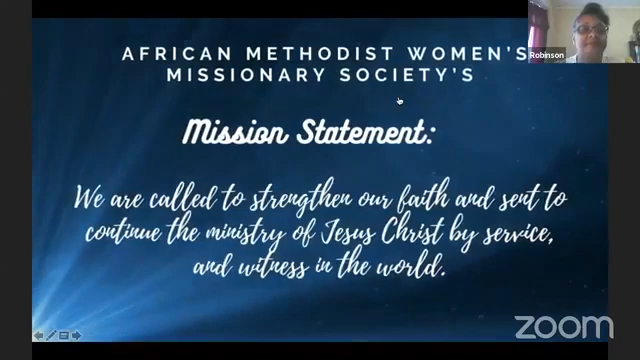 AFRICAN METHODIST WOMEN'S
MISSIONARY SOCIETY'S
Mission Statement:
We are called to strengthen our faith and sent to
continue the ministry of Jesus Christ by service,
and witness in the world.
Robinson
zoom